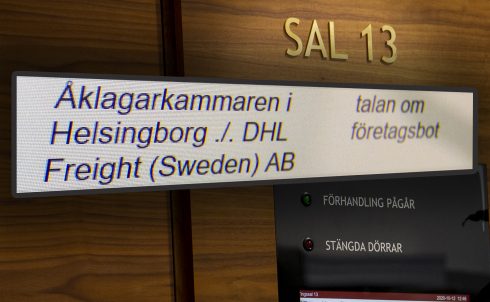 SAL 13
Åklagarkammaren i
Helsingborg ./. DHL
Freight (Sweden) AB
talan om
företagsbot
FÖRHANDLING PÅGÅR
STÄNGDA DÖRRAR